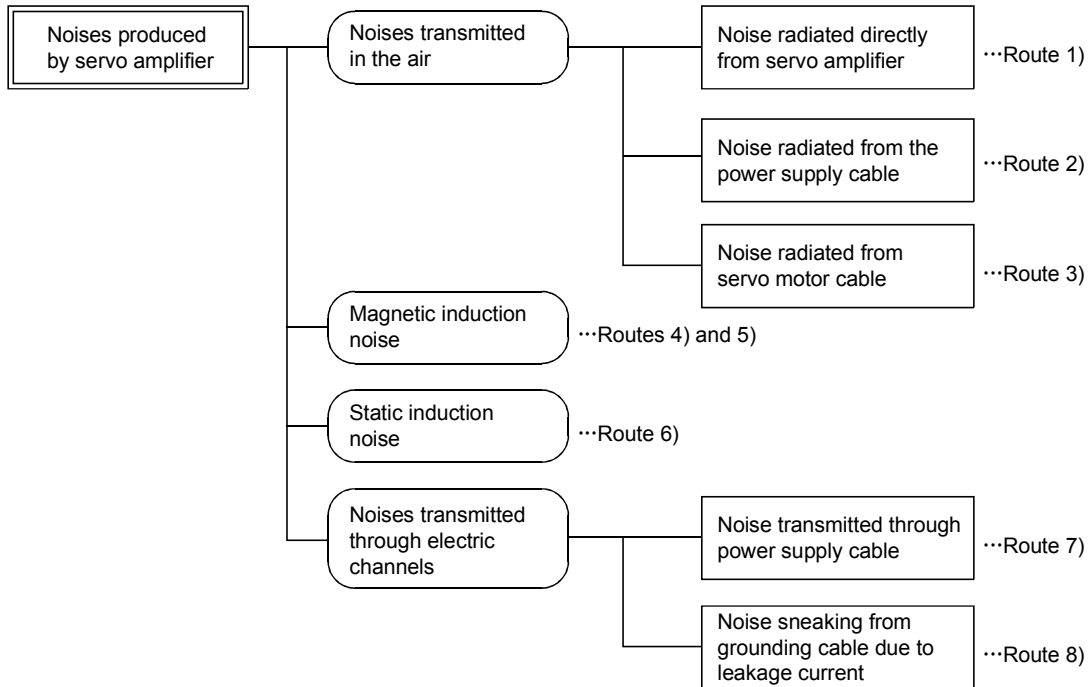 Noises produced
by servo amplifier
Noises transmitted
in the air
Noise radiated directly
from servo amplifier
···Route 1)
Noise radiated from the
power supply cable
···Route 2)
Noise radiated from
servo motor cable
···Route 3)
Magnetic induction
noise
···Routes 4) and 5)
Static induction
noise
···Route 6)
Noises transmitted
through electric
channels
Noise transmitted through
power supply cable
···Route 7)
Noise sneaking from
grounding cable due to
leakage current
···Route 8)